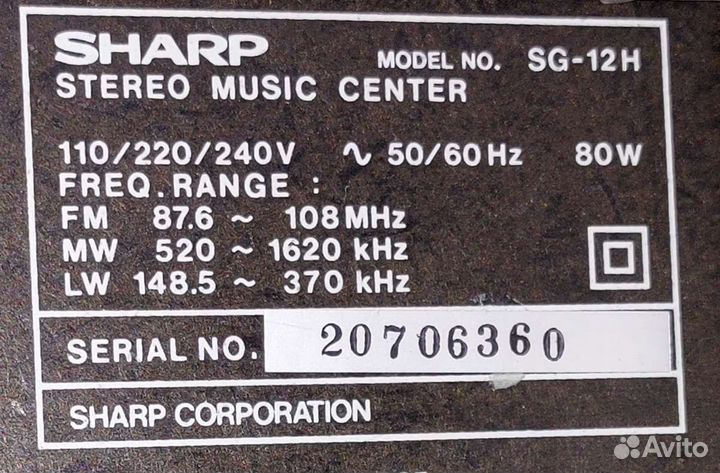 SHARP MODEL NO. SG-12H
STEREO MUSIC CENTER
110/220/240V ∿ 50/60Hz 80W
FREQ.RANGE :
FM 87.6 ~ 108MHz
MW 520 ~ 1620 kHz
LW 148.5 ~ 370 kHz
SERIAL NO. 20706360
SHARP CORPORATION
Avito